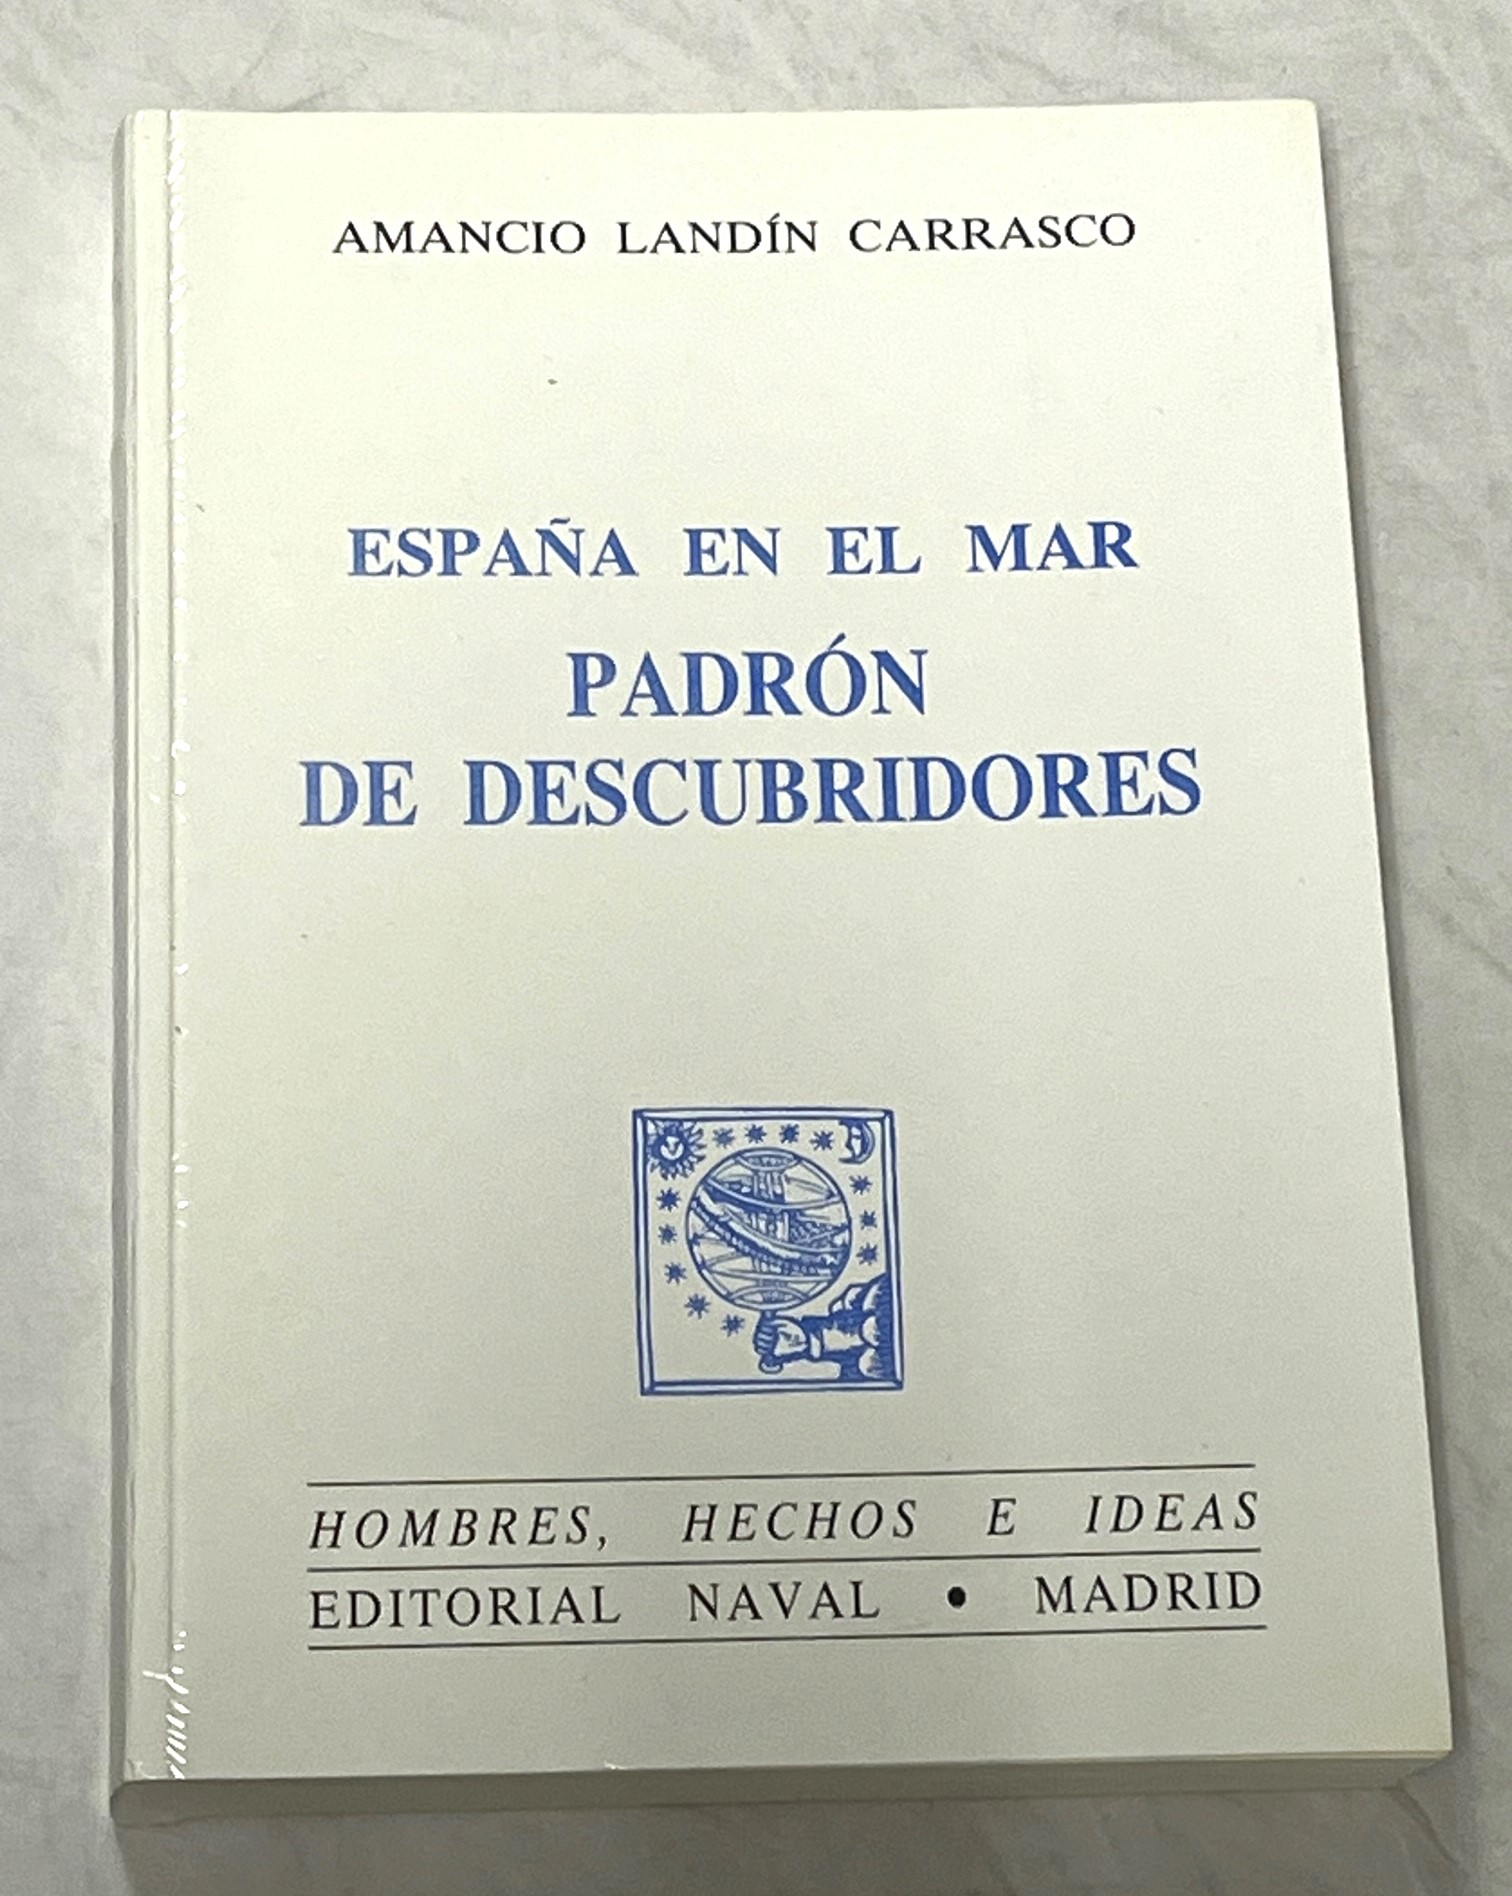 AMANCIO LANDÍN CARRASCO
ESPAÑA EN EL MAR
PADRÓN
DE DESCUBRIDORES
HOMBRES, HECHOS E IDEAS
EDITORIAL NAVAL • MADRID